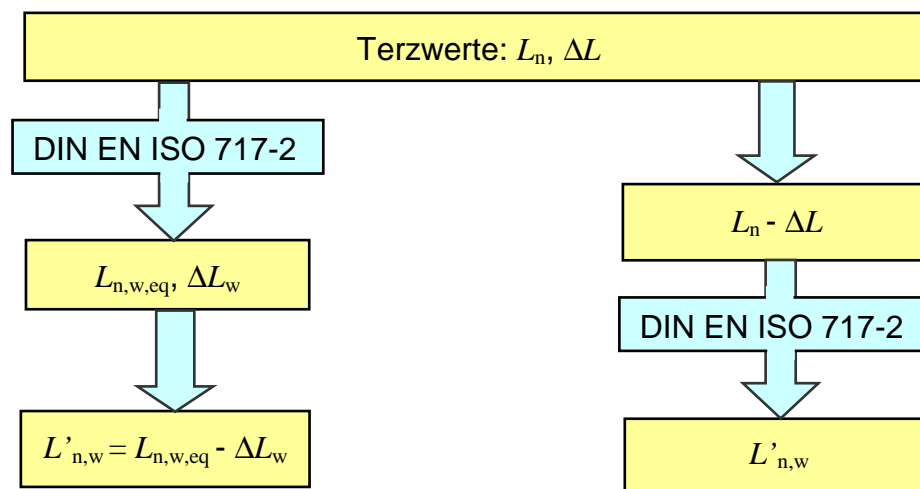 Terzwerte: Ln, ΔL
DIN EN ISO 717-2
Ln - ΔL
Ln,w,eq, ΔLw
DIN EN ISO 717-2
L’n,w = Ln,w,eq - ΔLw
L’n,w